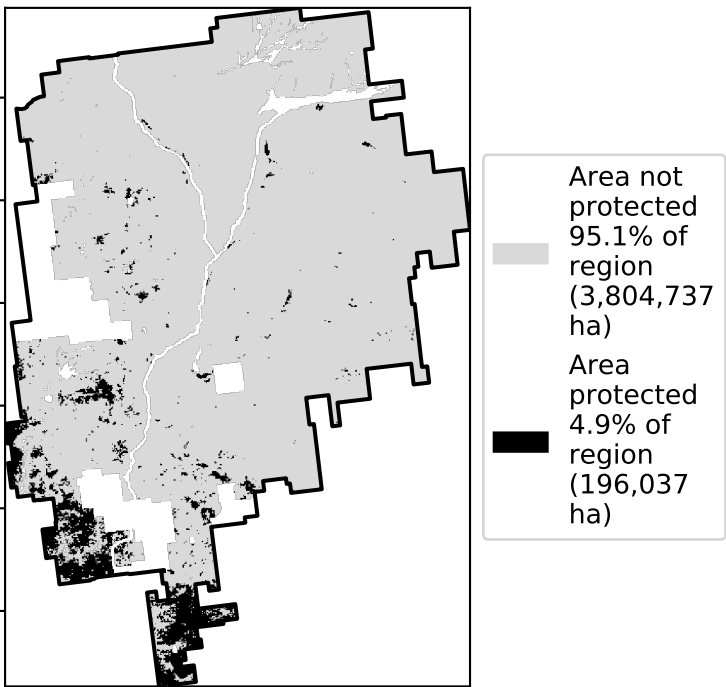 Area not
protected
95.1% of
region
(3,804,737
ha)
Area
protected
4.9% of
region
(196,037
ha)